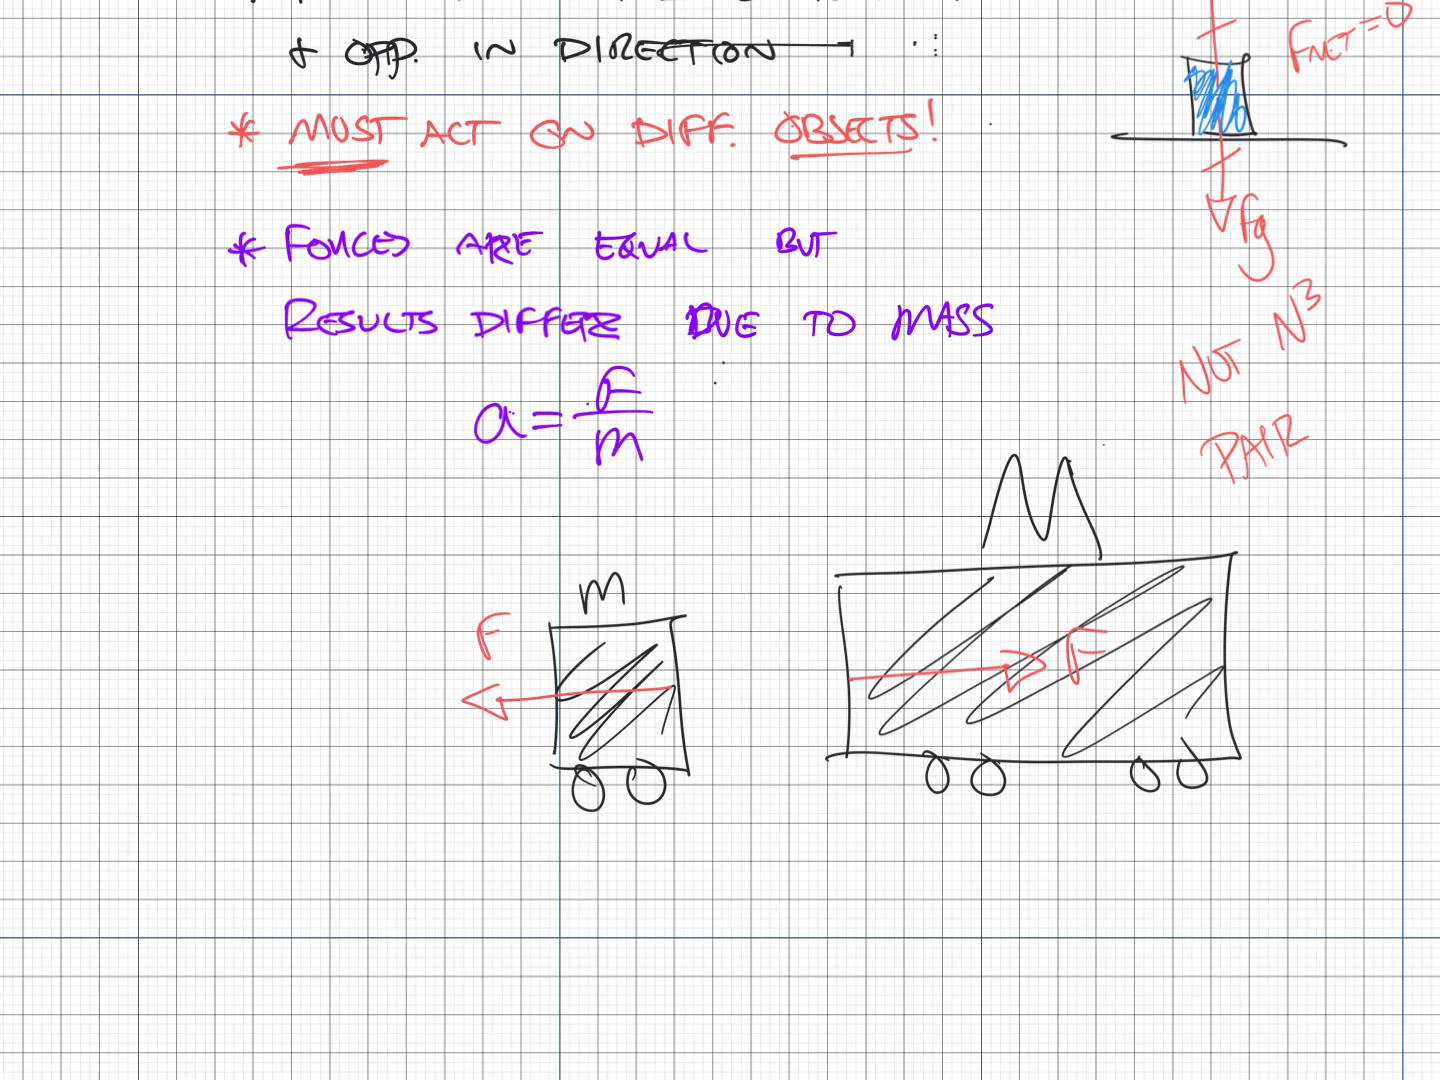 & OPP. IN DIRECTION
* MUST ACT ON DIFF. OBJECTS!
* FORCES ARE EQUAL BUT
RESULTS DIFFER DUE TO MASS
a = F/m
FNET = 0
Fg
NOT N3
PAIR
m
F
M
F